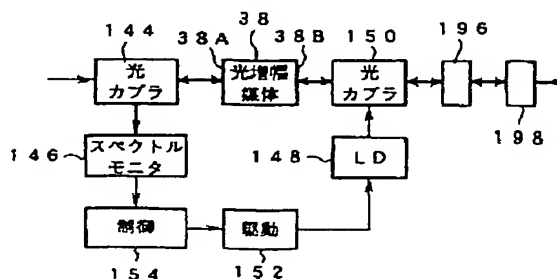 144
38
38A
38B
150
196
光
カプラ
光増幅
媒体
光
カプラ
198
146
スペクトル
モニタ
148
LD
制御
154
駆動
152